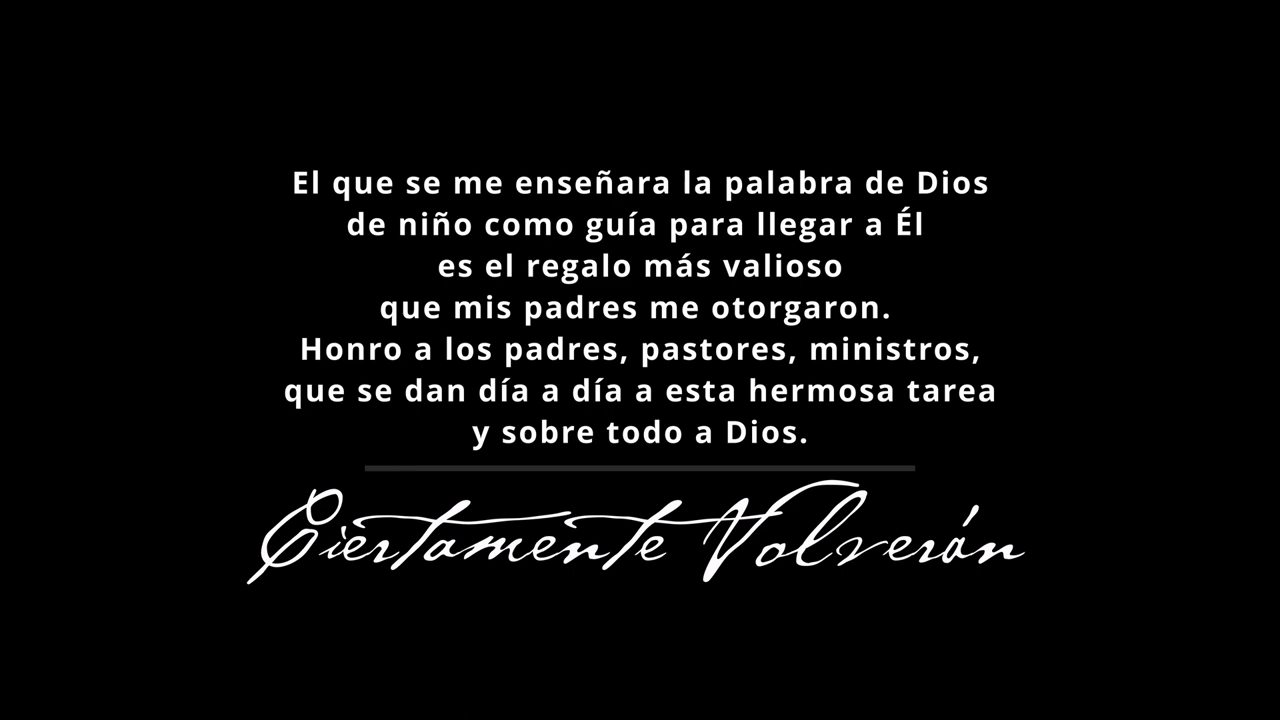 El que se me enseñara la palabra de Dios
de niño como guía para llegar a Él
es el regalo más valioso
que mis padres me otorgaron.
Honro a los padres, pastores, ministros,
que se dan día a día a esta hermosa tarea
y sobre todo a Dios.
Ciertamente Volverán